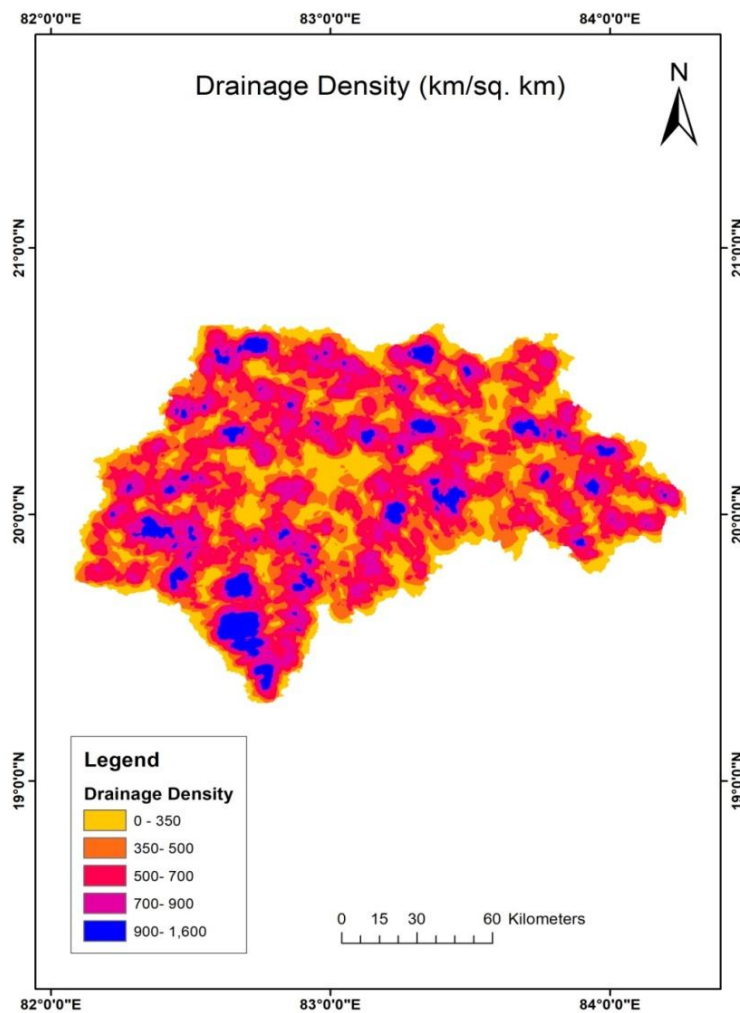 82°0'0"E 83°0'0"E 84°0'0"E
Drainage Density (km/sq. km)
N
21°0'0"N 21°0'0"N
20°0'0"N 20°0'0"N
19°0'0"N 19°0'0"N
Legend
Drainage Density
0 - 350
350- 500
500- 700
700- 900
900- 1,600
0 15 30 60 Kilometers
82°0'0"E 83°0'0"E 84°0'0"E